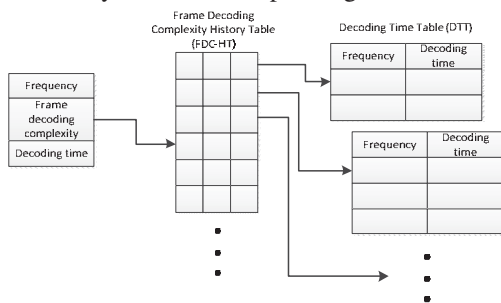 Frame Decoding
Complexity History Table
(FDC-HT)
Decoding Time Table (DTT)
Frequency
Frame
decoding
complexity
Decoding time
Frequency
Decoding
time
Frequency
Decoding
time